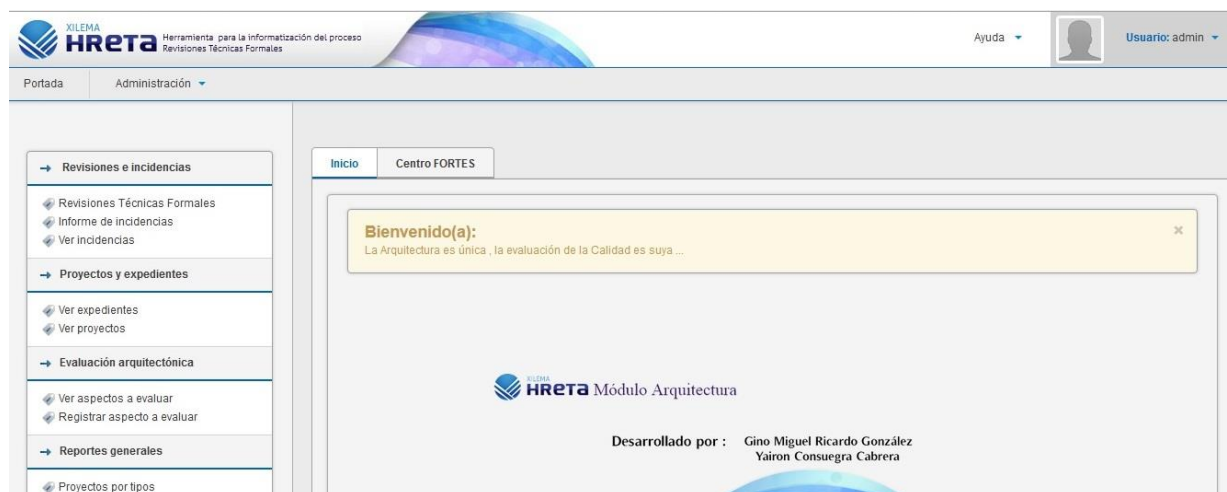 XILEMA
HRETA
Herramienta para la informatización del proceso
Revisiones Técnicas Formales
Ayuda
Usuario: admin
Portada
Administración
Revisiones e incidencias
Revisiones Técnicas Formales
Informe de incidencias
Ver incidencias
Proyectos y expedientes
Ver expedientes
Ver proyectos
Evaluación arquitectónica
Ver aspectos a evaluar
Registrar aspecto a evaluar
Reportes generales
Proyectos por tipos
Inicio
Centro FORTES
Bienvenido(a):
La Arquitectura es única , la evaluación de la Calidad es suya ...
×
XILEMA
HRETA Módulo Arquitectura
Desarrollado por : Gino Miguel Ricardo González
Yairon Consuegra Cabrera